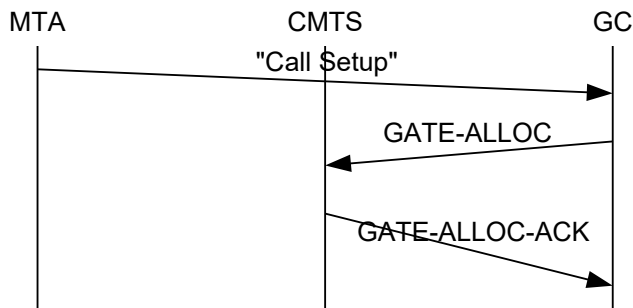 MTA CMTS GC
"Call Setup"
GATE-ALLOC
GATE-ALLOC-ACK